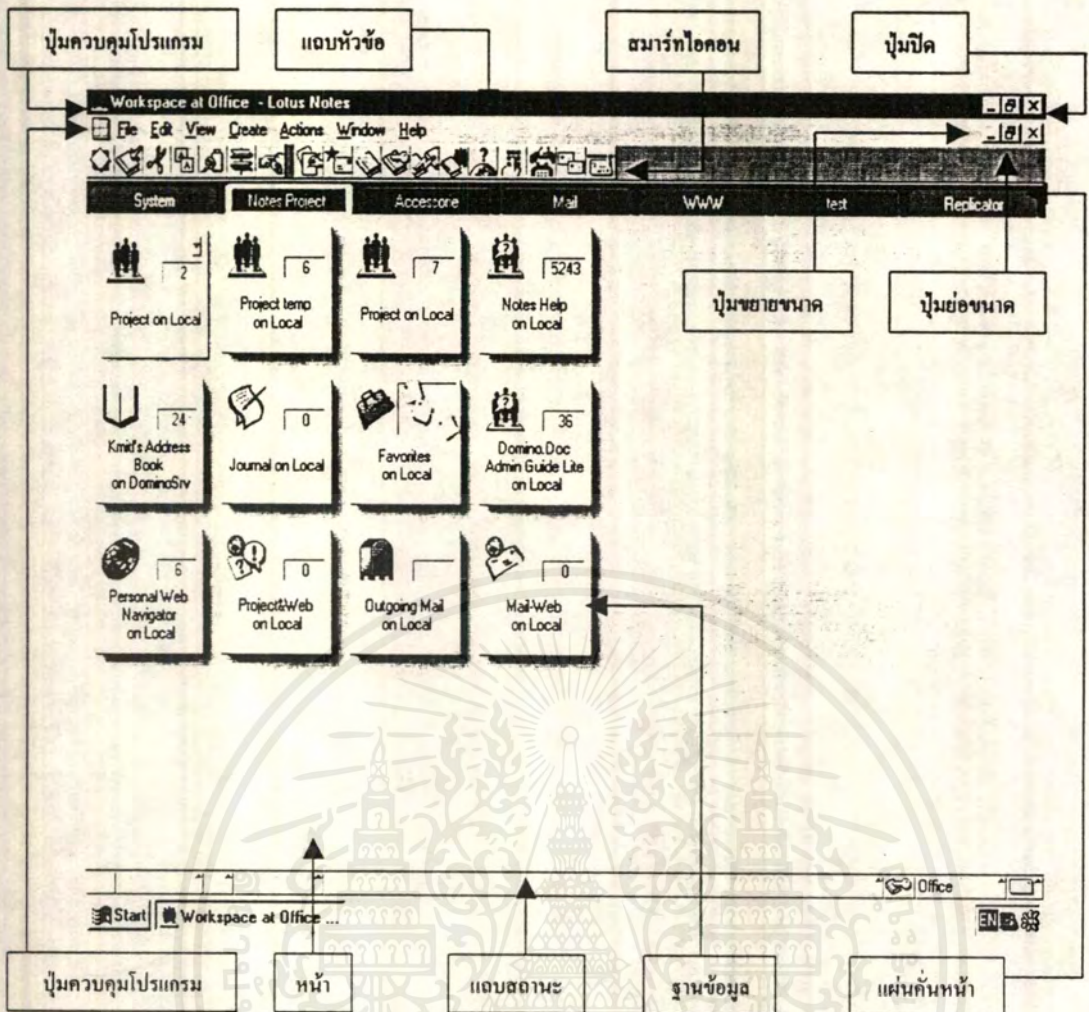 ปุ่มควบคุมโปรแกรม
แถบหัวข้อ
สมาร์ทไอคอน
ปุ่มปิด
Workspace at Office - Lotus Notes
File Edit View Create Actions Window Help
System Notes Project Mail WWW test Replicator
2
Project on Local
6
Project temp
on Local
7
Project on Local
5243
Notes Help
on Local
ปุ่มขยายขนาด
ปุ่มย่อขนาด
24
Kmitl's Address
Book
on DominoSrv
0
Journal on Local
Favorites
on Local
36
Domino.Doc
Admin Guide Lite
on Local
6
Personal Web
Navigator
on Local
0
Project&Web
on Local
Outgoing Mail
on Local
0
Mail-Web
on Local
Office
Start Workspace at Office ...
EN
ปุ่มควบคุมโปรแกรม
หน้า
แถบสถานะ
ฐานข้อมูล
แผ่นคั่นหน้า